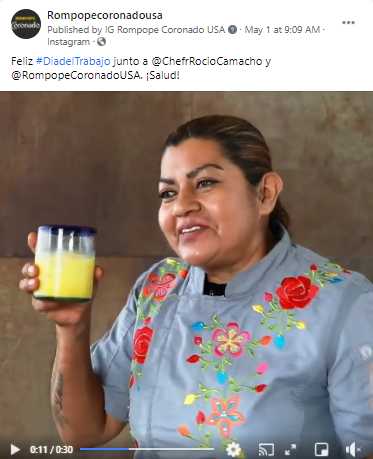 Rompopecoronadousa
Published by IG Rompope Coronado USA · May 1 at 9:09 AM ·
Instagram ·
Feliz #DiadelTrabajo junto a @ChefrRocioCamacho y
@RompopeCoronadoUSA. ¡Salud!
0:11 / 0:30